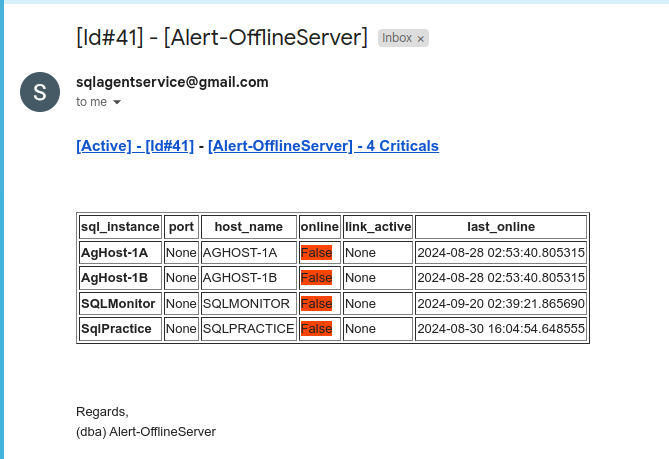 [Id#41] - [Alert-OfflineServer] Inbox ×
S
sqlagentservice@gmail.com
to me
[Active] - [Id#41] - [Alert-OfflineServer] - 4 Criticals
sql_instance port host_name online link_active last_online
AgHost-1A None AGHOST-1A False None 2024-08-28 02:53:40.805315
AgHost-1B None AGHOST-1B False None 2024-08-28 02:53:40.805315
SQLMonitor None SQLMONITOR False None 2024-09-20 02:39:21.865690
SqlPractice None SQLPRACTICE False None 2024-08-30 16:04:54.648555
Regards,
(dba) Alert-OfflineServer